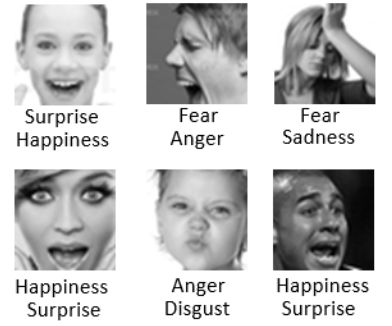 Surprise
Happiness
Fear
Anger
Fear
Sadness
Happiness
Surprise
Anger
Disgust
Happiness
Surprise